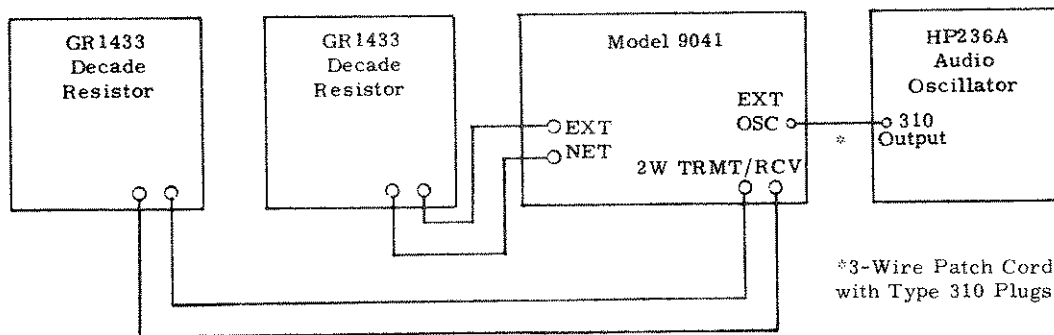 GR1433
Decade
Resistor
GR1433
Decade
Resistor
Model 9041
EXT
NET
EXT
OSC
2W TRMT/RCV
HP236A
Audio
Oscillator
310
Output
*
*3-Wire Patch Cord
with Type 310 Plugs